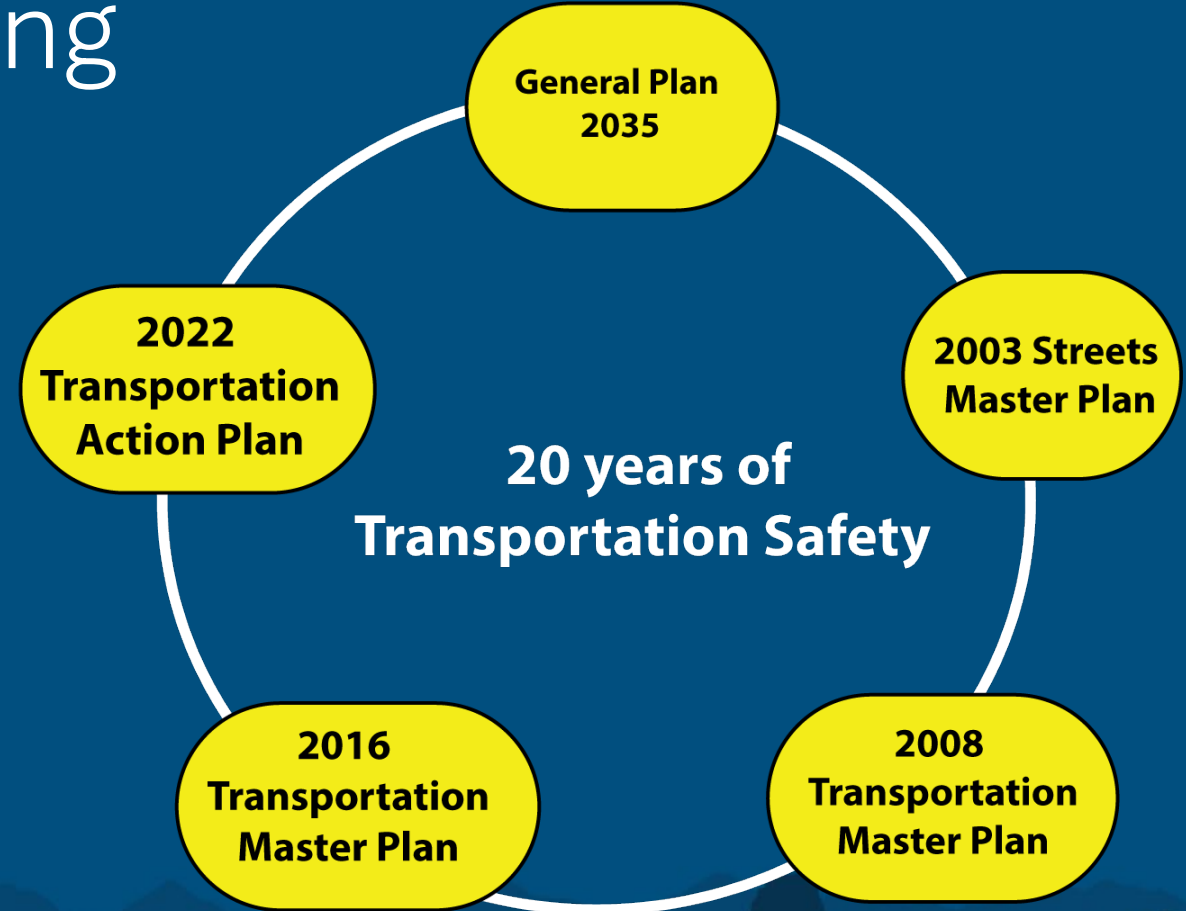 ng
General Plan
2035
2003 Streets
Master Plan
2008
Transportation
Master Plan
2016
Transportation
Master Plan
2022
Transportation
Action Plan
20 years of
Transportation Safety